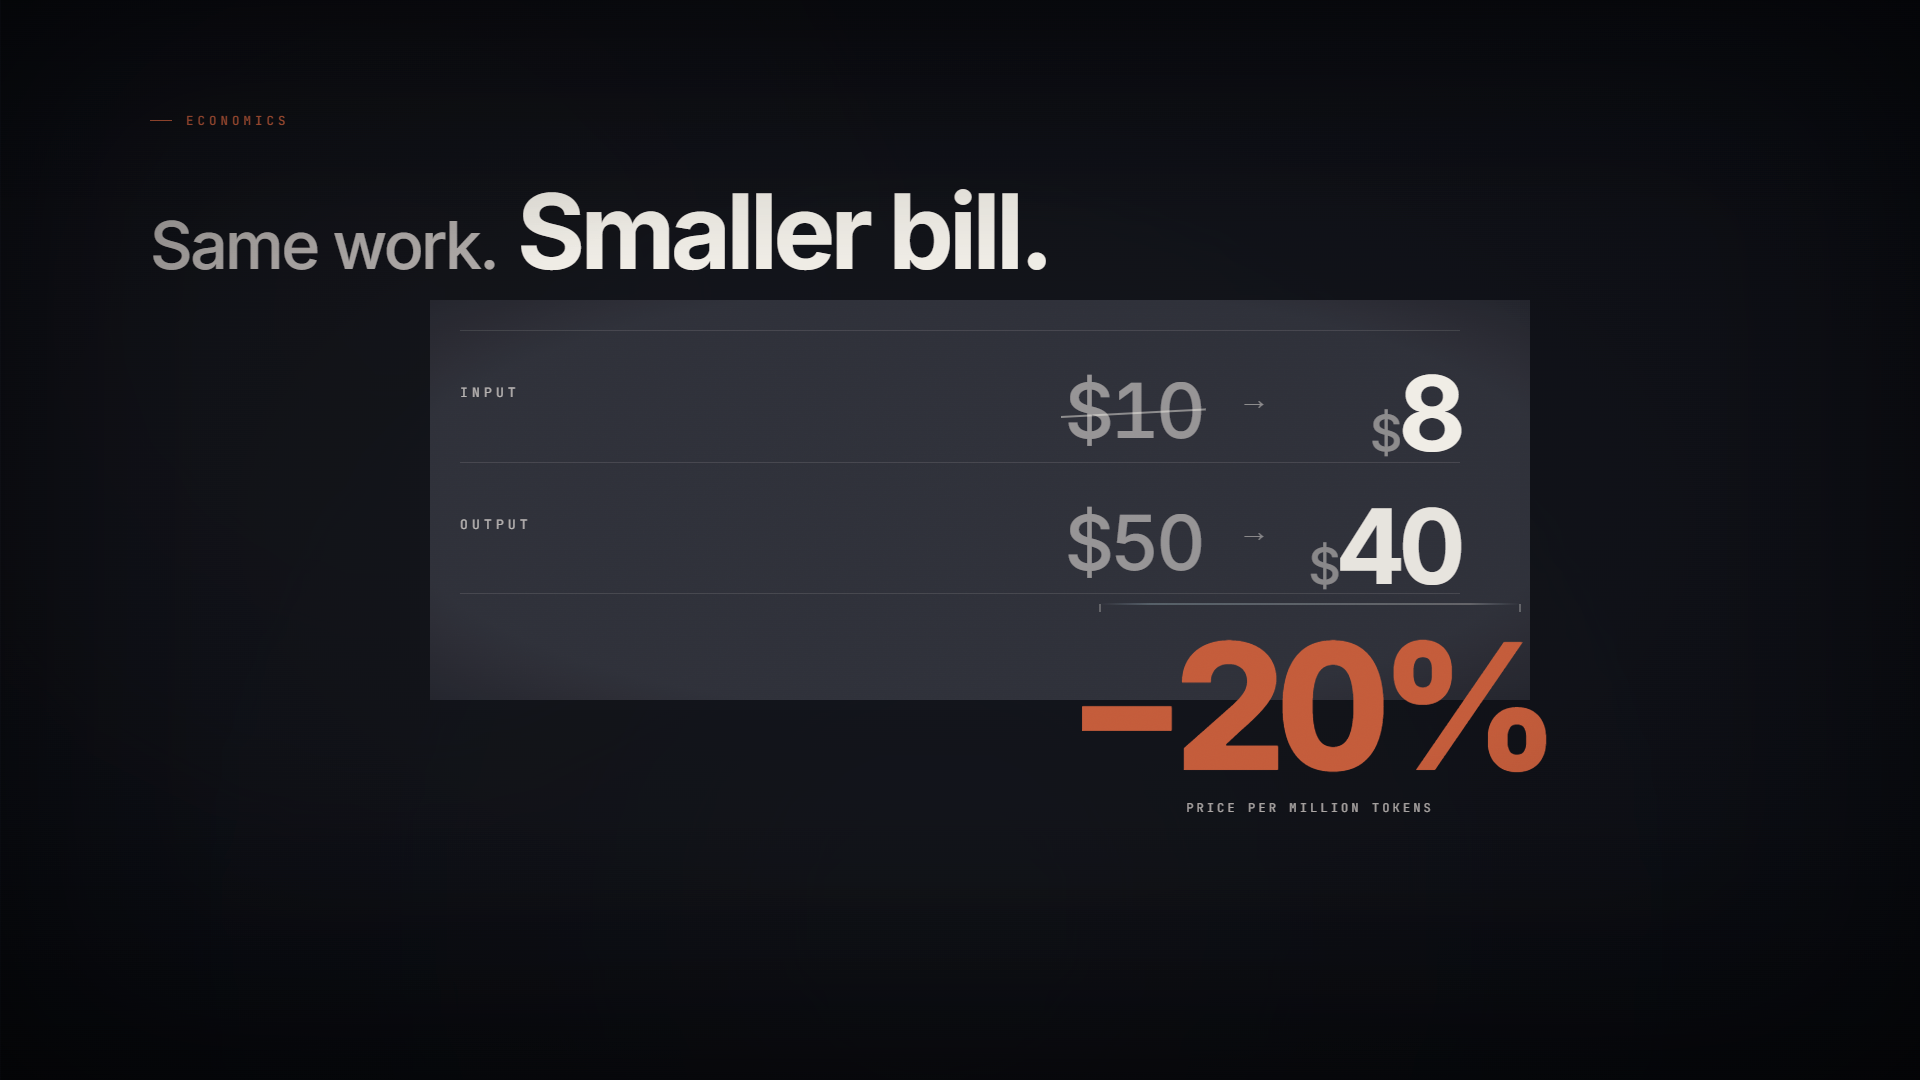 ECONOMICS
Same work. Smaller bill.
INPUT $10 → $8
OUTPUT $50 → $40
–20%
PRICE PER MILLION TOKENS